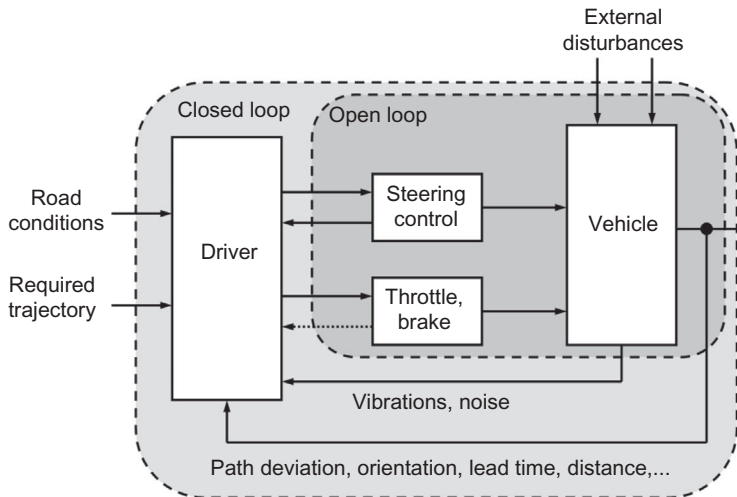 External
disturbances
Closed loop
Open loop
Road
conditions
Required
trajectory
Driver
Steering
control
Throttle,
brake
Vehicle
Vibrations, noise
Path deviation, orientation, lead time, distance,...